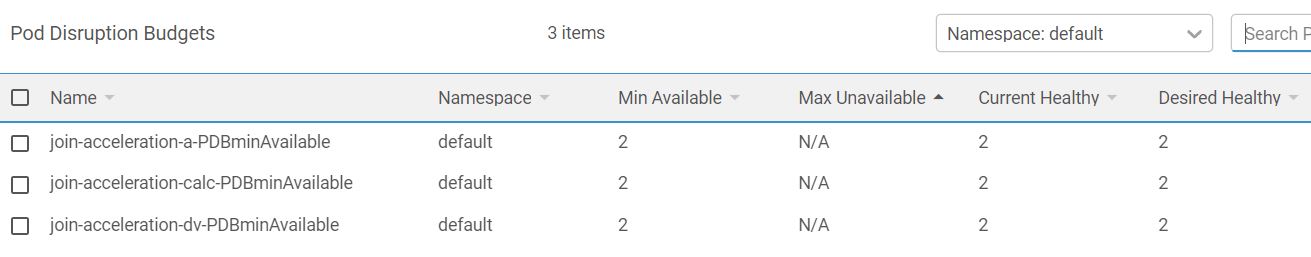 Pod Disruption Budgets 3 items Namespace: default Search P
Name Namespace Min Available Max Unavailable Current Healthy Desired Healthy
join-acceleration-a-PDBminAvailable default 2 N/A 2 2
join-acceleration-calc-PDBminAvailable default 2 N/A 2 2
join-acceleration-dv-PDBminAvailable default 2 N/A 2 2